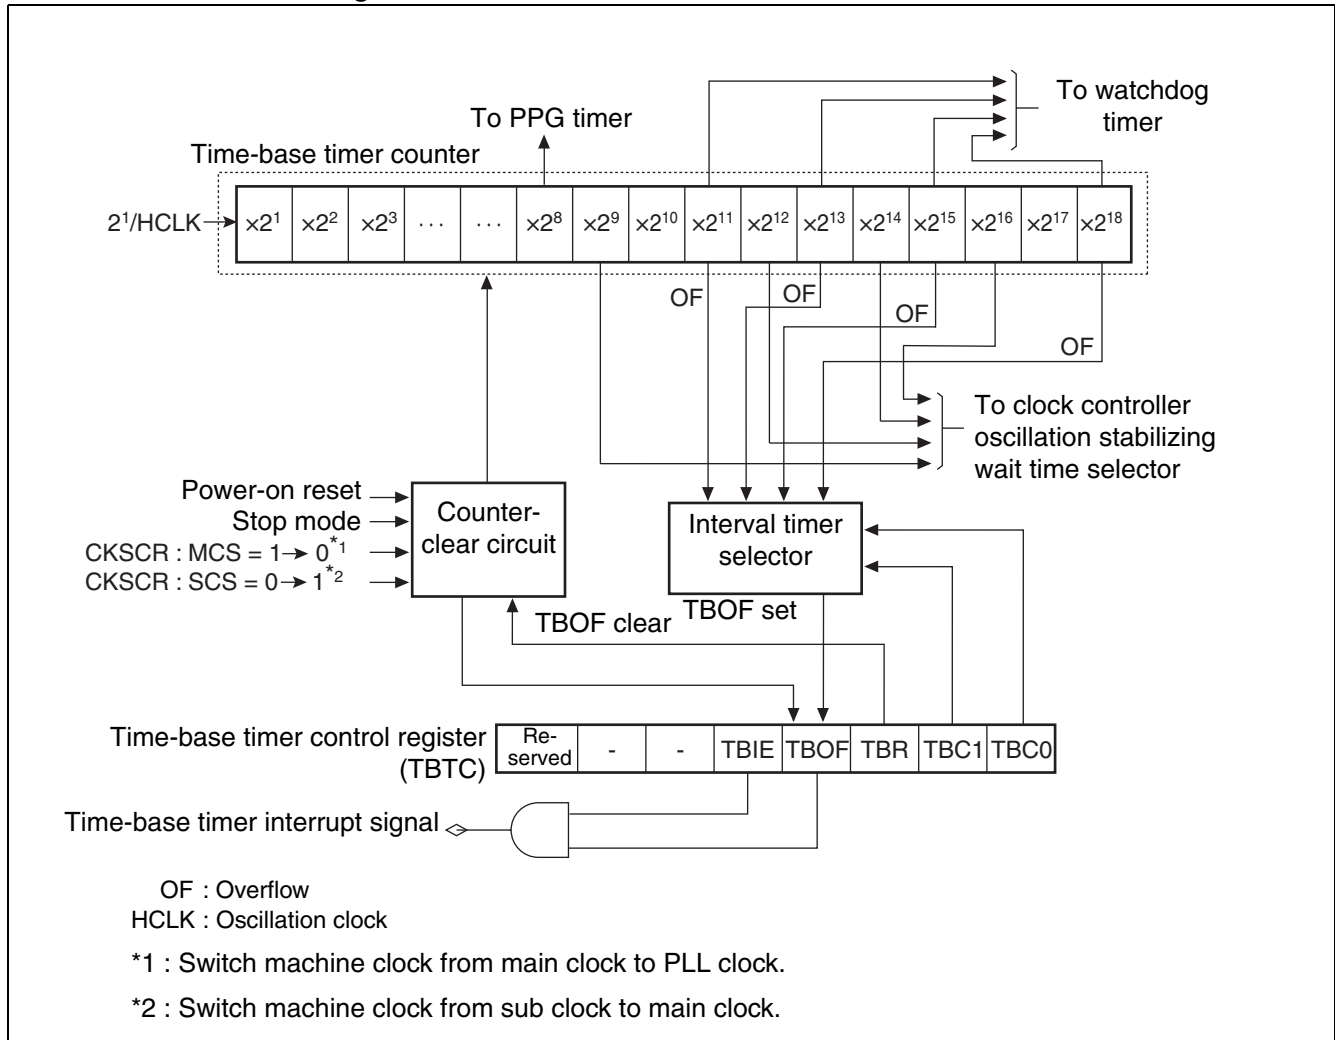 To watchdog
timer
To PPG timer
Time-base timer counter
2¹/HCLK
×2¹ ×2² ×2³ ... ... ×2⁸ ×2⁹ ×2¹⁰ ×2¹¹ ×2¹² ×2¹³ ×2¹⁴ ×2¹⁵ ×2¹⁶ ×2¹⁷ ×2¹⁸
OF
OF
OF
OF
To clock controller
oscillation stabilizing
wait time selector
Power-on reset
Stop mode
CKSCR : MCS = 1→ 0*1
CKSCR : SCS = 0→ 1*2
Counter-
clear circuit
Interval timer
selector
TBOF clear
TBOF set
Time-base timer control register
(TBTC)
Re-
served
- - TBIE TBOF TBR TBC1 TBC0
Time-base timer interrupt signal
OF : Overflow
HCLK : Oscillation clock
*1 : Switch machine clock from main clock to PLL clock.
*2 : Switch machine clock from sub clock to main clock.